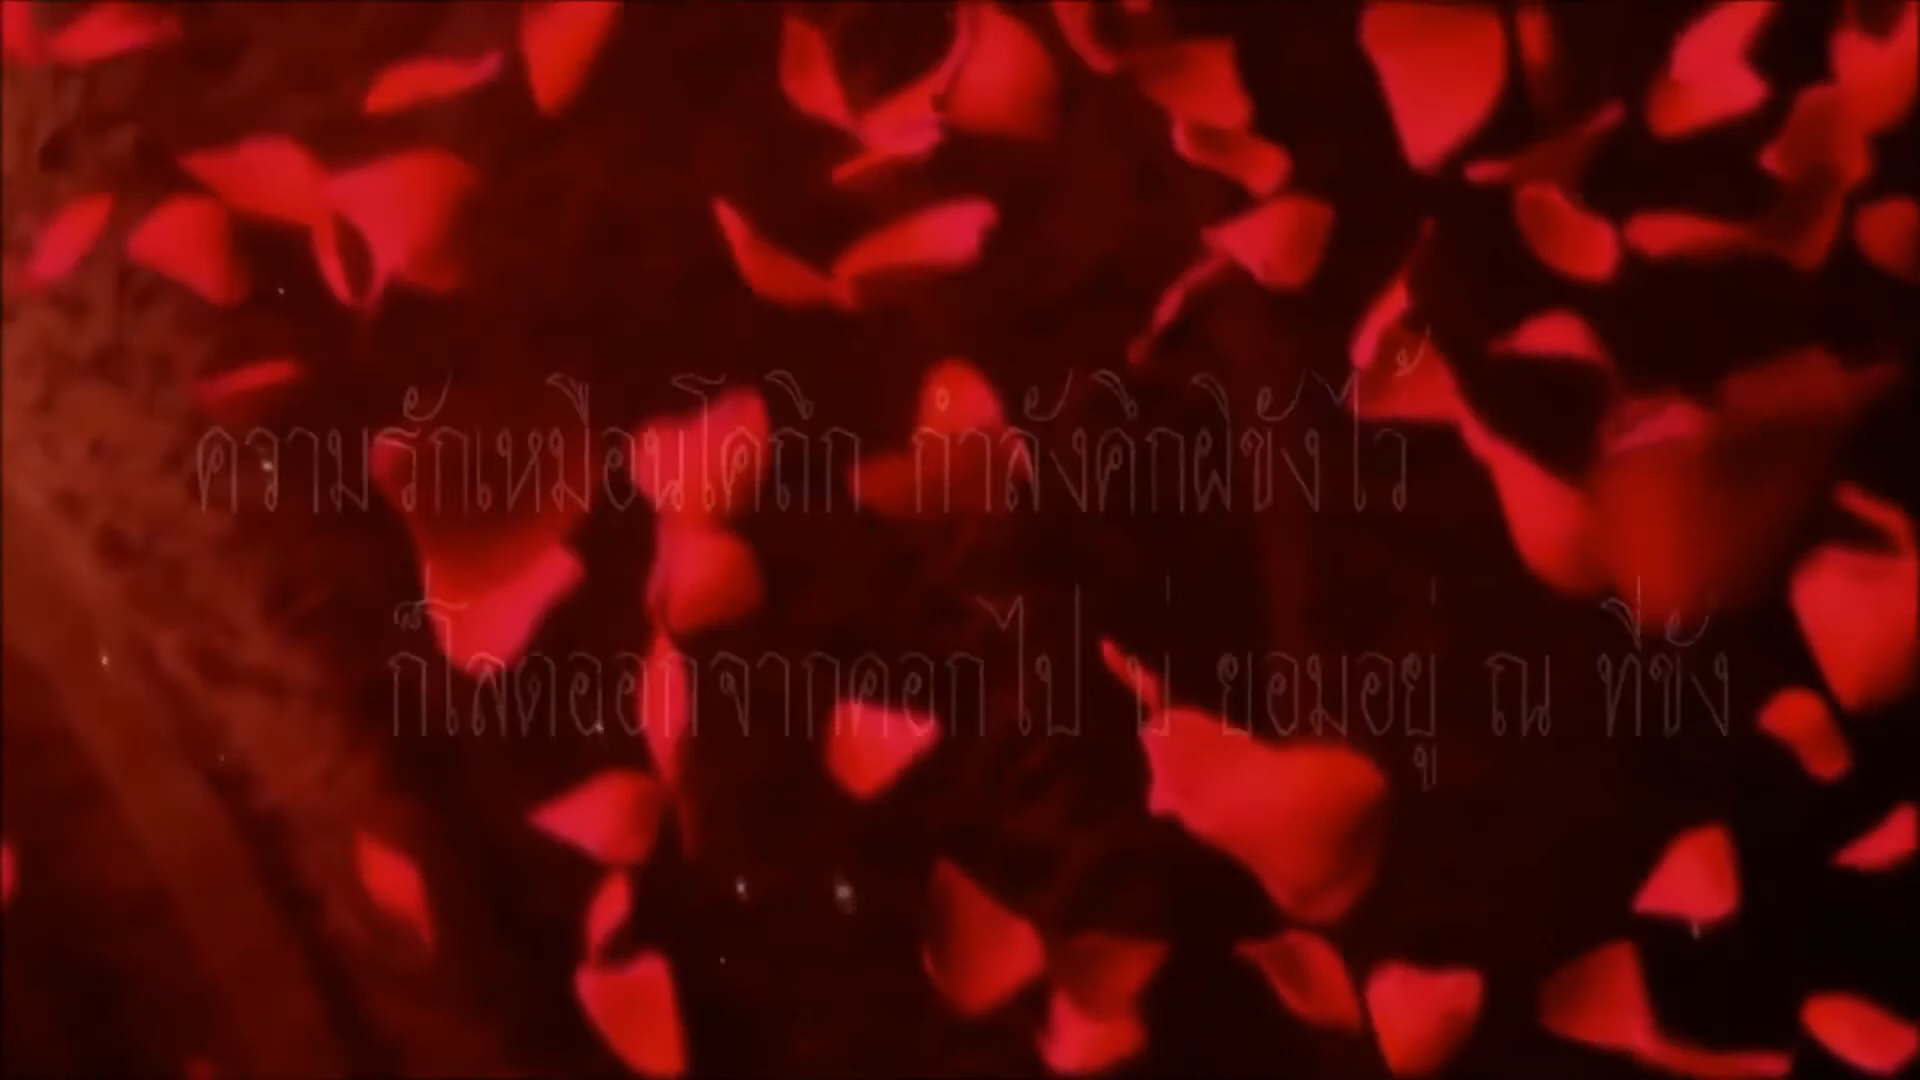 ความรักเหมือนโคถึก กำลังคึกผิขังไว้
ก็โลดออกจากคอกไป บ่ ยอมอยู่ ณ ที่ขัง